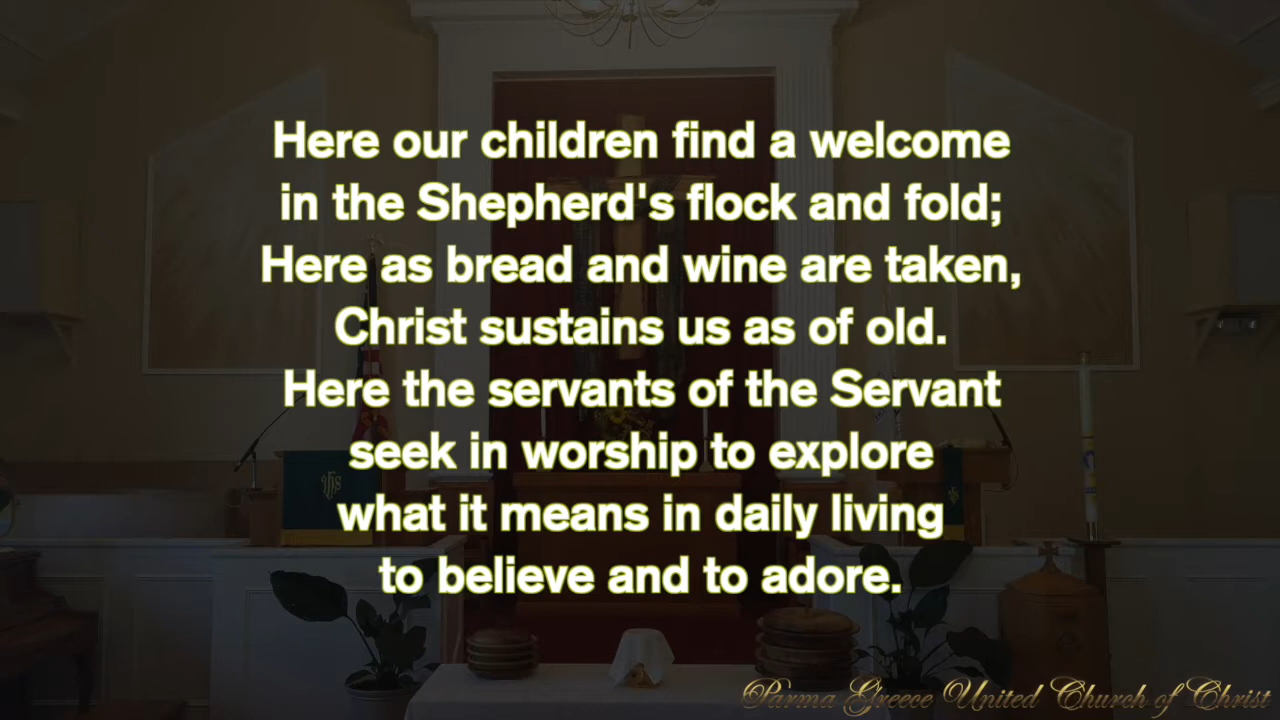 Here our children find a welcome
in the Shepherd's flock and fold;
Here as bread and wine are taken,
Christ sustains us as of old.
Here the servants of the Servant
seek in worship to explore
what it means in daily living
to believe and to adore.
ihs
Parma Greece United Church of Christ